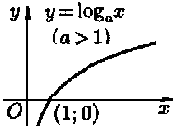 y y=logₐx
(a>1)
O (1;0) x